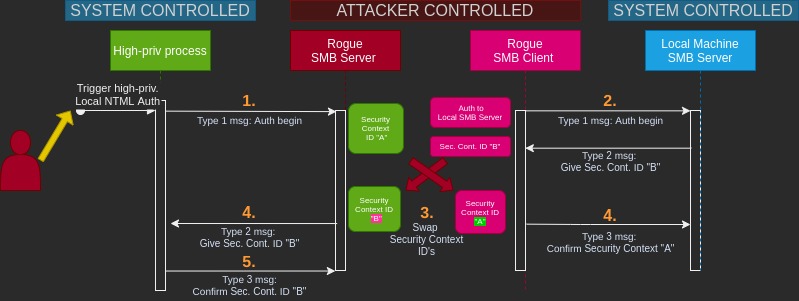 SYSTEM CONTROLLED
ATTACKER CONTROLLED
SYSTEM CONTROLLED
High-priv process
Rogue
SMB Server
Rogue
SMB Client
Local Machine
SMB Server
Trigger high-priv.
Local NTML Auth
1.
Type 1 msg: Auth begin
Security
Context
ID "A"
Auth to
Local SMB Server
2.
Type 1 msg: Auth begin
Sec. Cont. ID "B"
Type 2 msg:
Give Sec. Cont. ID "B"
4.
Type 2 msg:
Give Sec. Cont. ID "B"
Security
Context ID
"B"
3.
Swap
Security Context
ID's
Security
Context ID
"A"
4.
Type 3 msg:
Confirm Security Context "A"
5.
Type 3 msg:
Confirm Sec. Cont. ID "B"